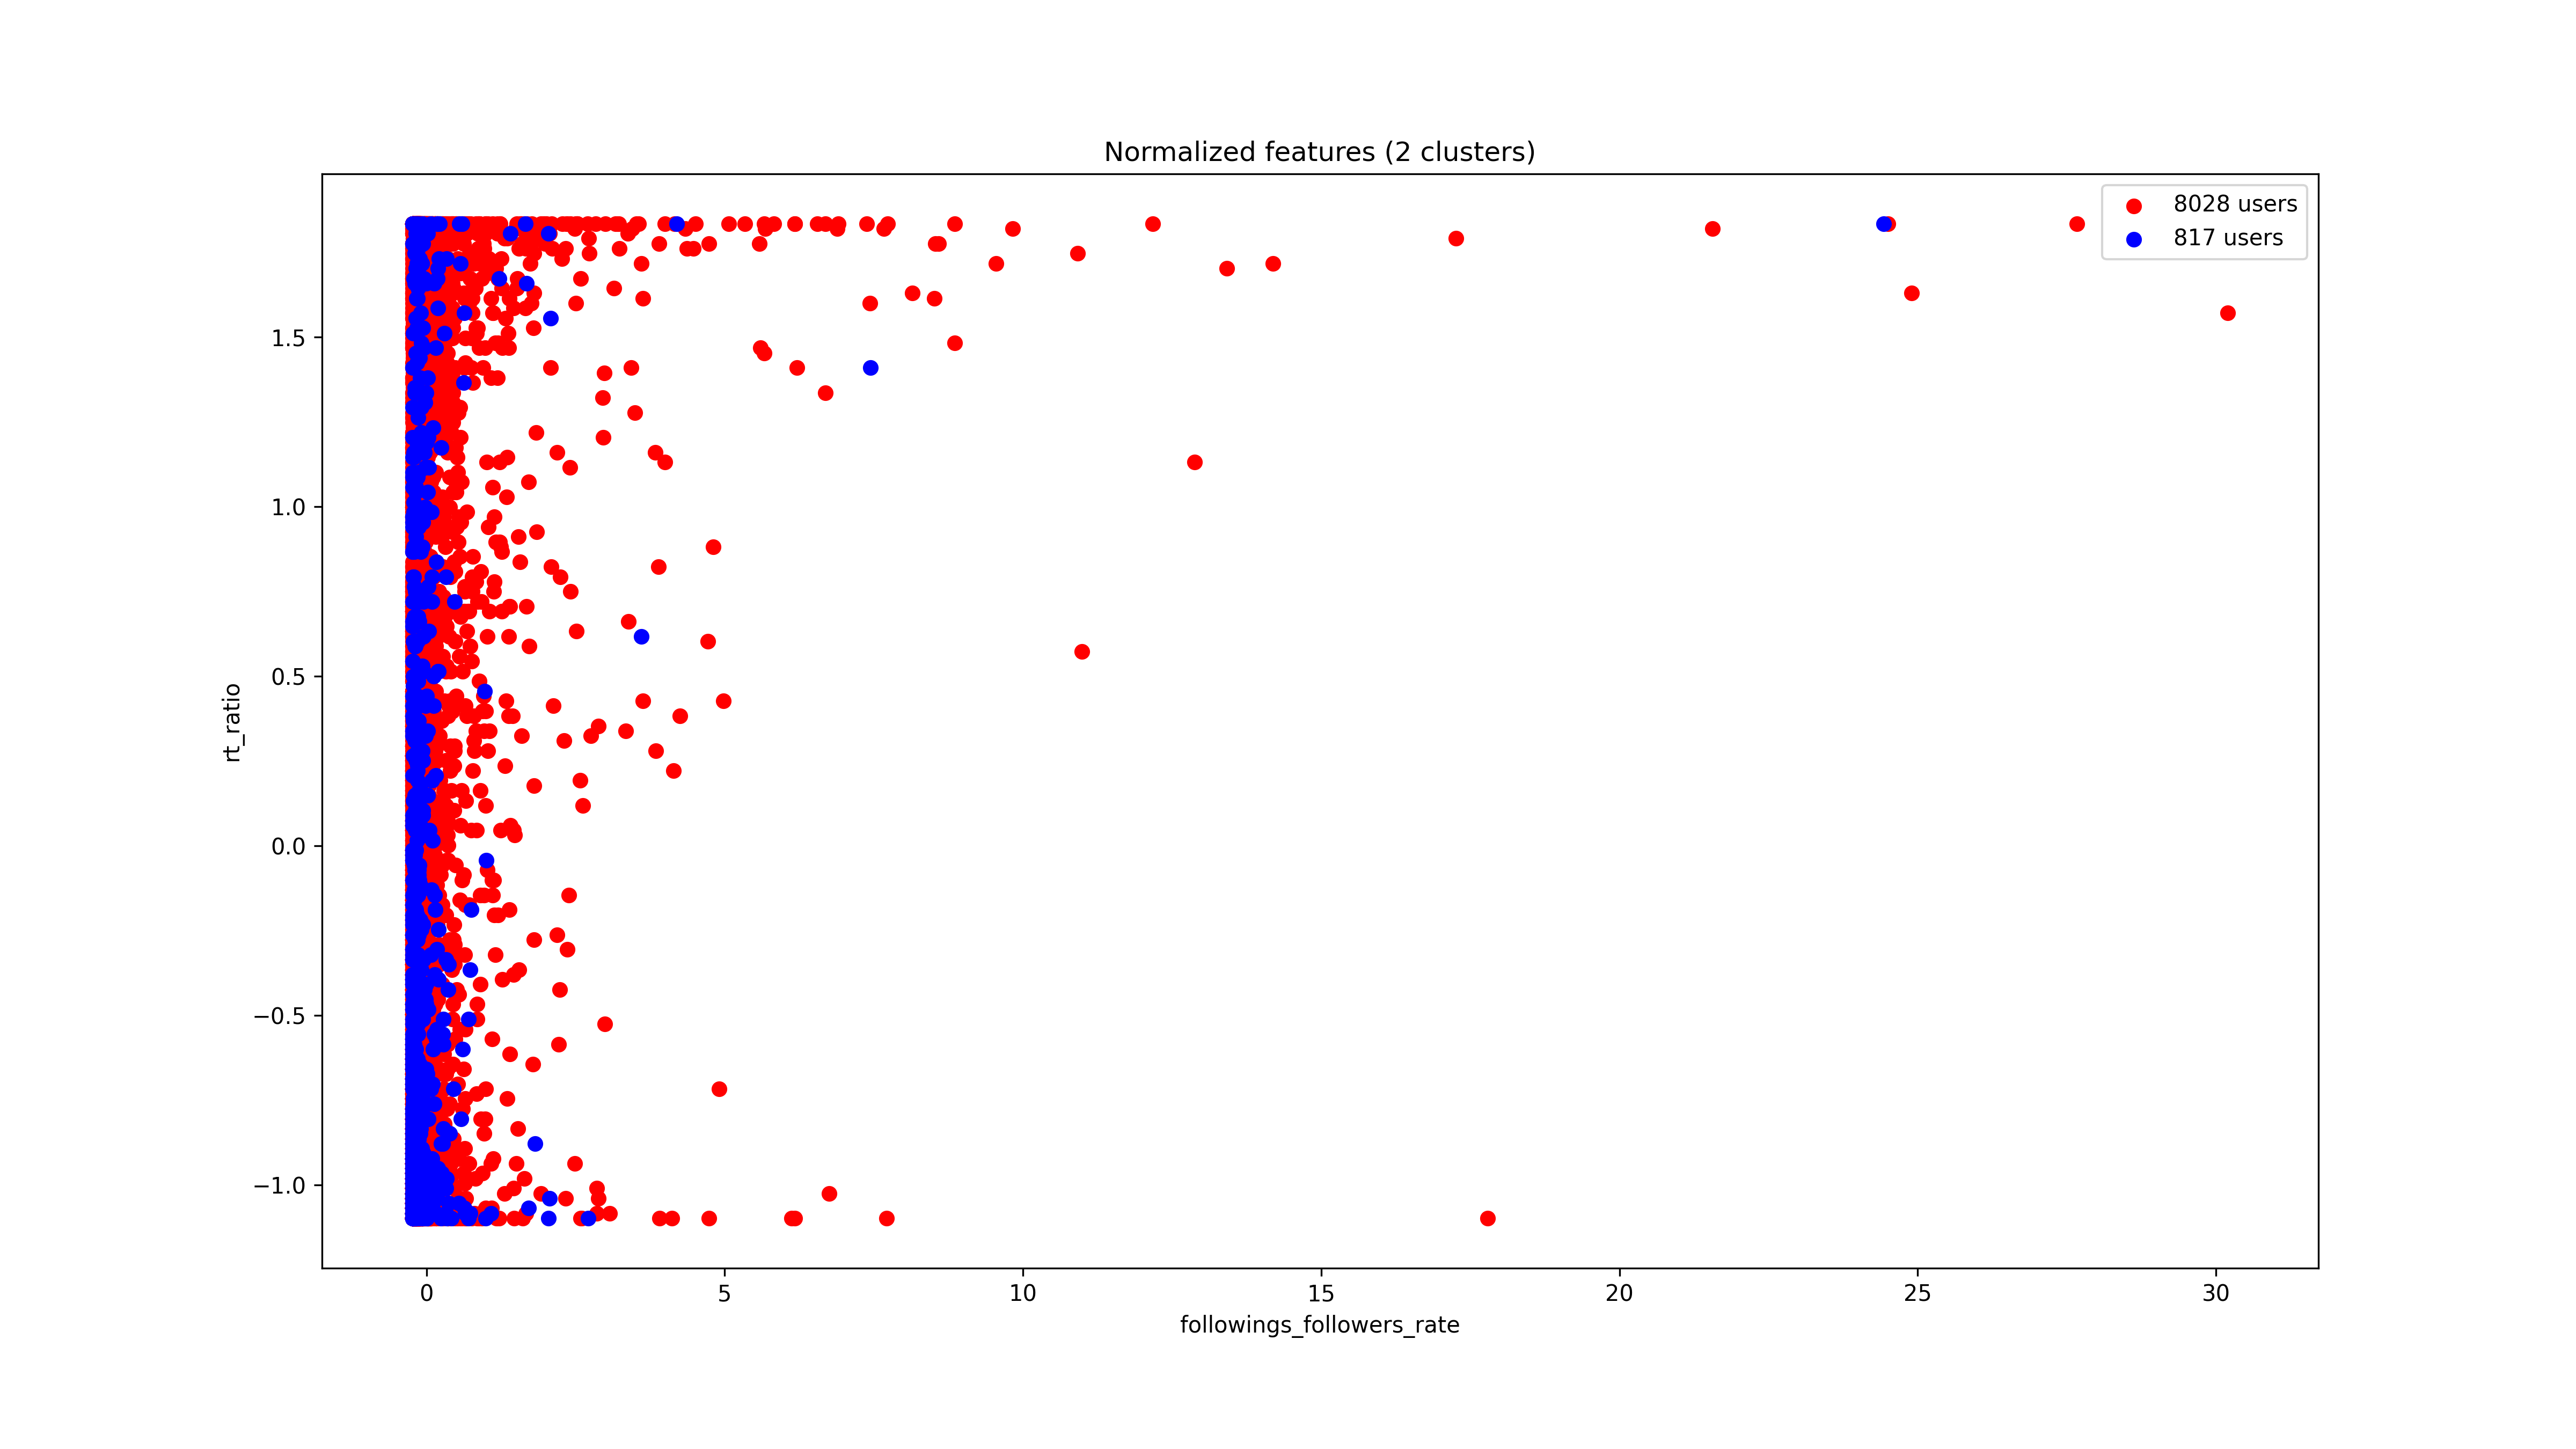 Normalized features (2 clusters)
8028 users
817 users
1.5
1.0
0.5
0.0
−0.5
−1.0
rt_ratio
0 5 10 15 20 25 30
followings_followers_rate